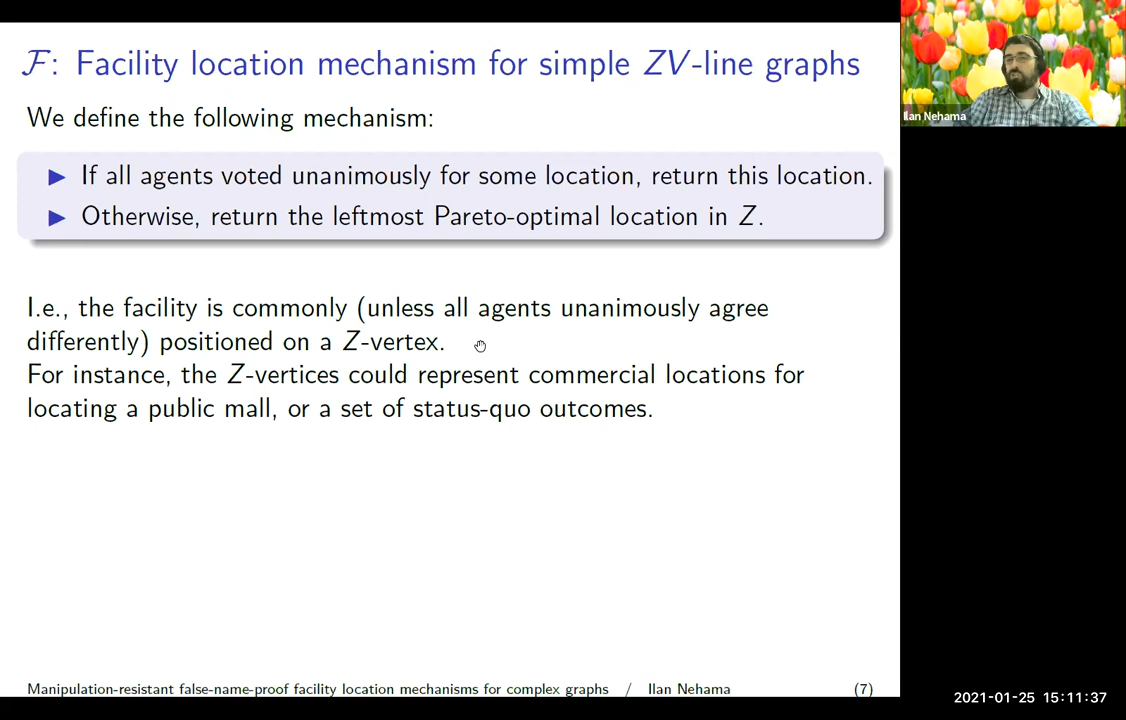 𝓕: Facility location mechanism for simple ZV-line graphs
Ilan Nehama
We define the following mechanism:
▶ If all agents voted unanimously for some location, return this location.
▶ Otherwise, return the leftmost Pareto-optimal location in Z.
I.e., the facility is commonly (unless all agents unanimously agree
differently) positioned on a Z-vertex.
For instance, the Z-vertices could represent commercial locations for
locating a public mall, or a set of status-quo outcomes.
Manipulation-resistant false-name-proof facility location mechanisms for complex graphs / Ilan Nehama (7)
2021-01-25 15:11:37